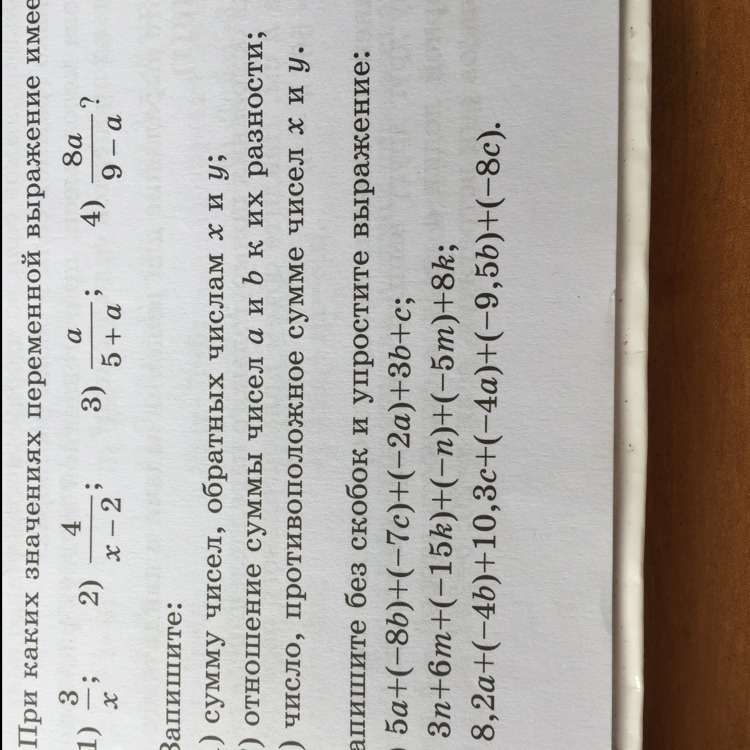 При каких значениях переменной выражение имее
1) 3/x; 2) 4/(x − 2); 3) a/(5 + a); 4) 8a/(9 − a)?
Запишите:
) сумму чисел, обратных числам x и y;
) отношение суммы чисел a и b к их разности;
) число, противоположное сумме чисел x и y.
апишите без скобок и упростите выражение:
) 5a+(−8b)+(−7c)+(−2a)+3b+c;
3n+6m+(−15k)+(−n)+(−5m)+8k;
8,2a+(−4b)+10,3c+(−4a)+(−9,5b)+(−8c).